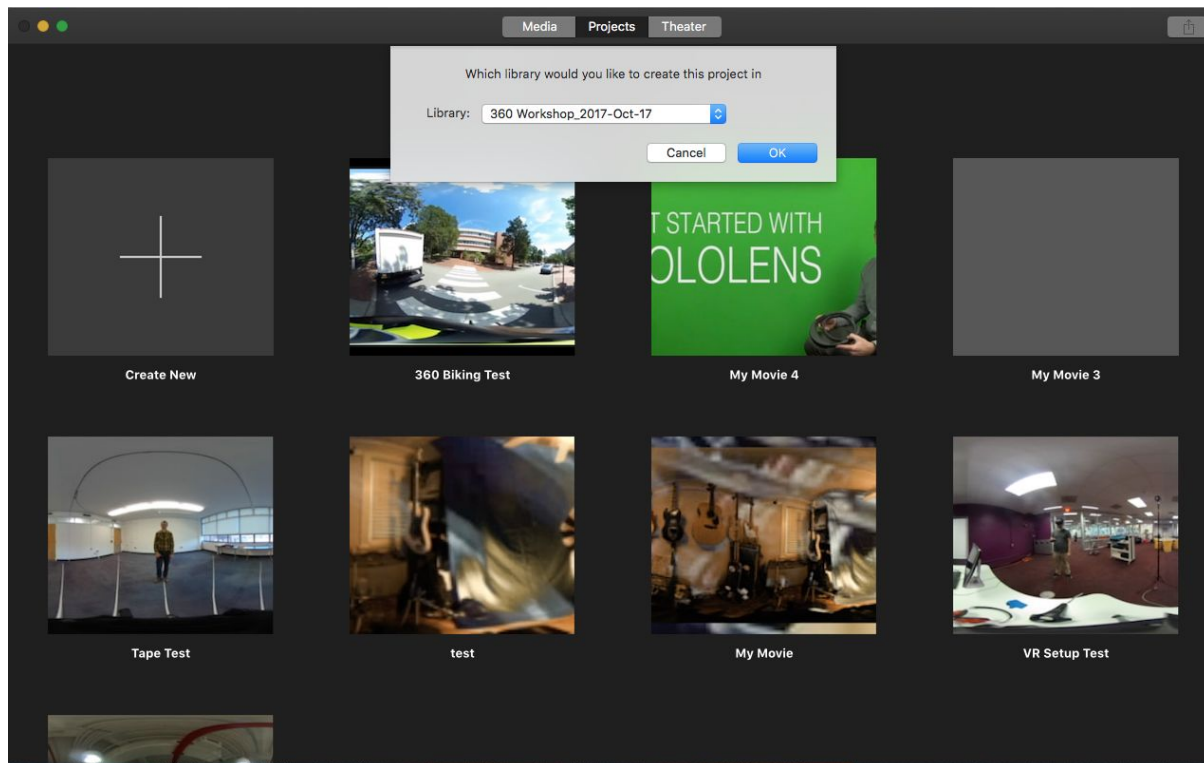 Media Projects Theater
Which library would you like to create this project in
Library: 360 Workshop_2017-Oct-17
Cancel OK
T STARTED WITH
OLOLENS
Create New 360 Biking Test My Movie 4 My Movie 3
Tape Test test My Movie VR Setup Test